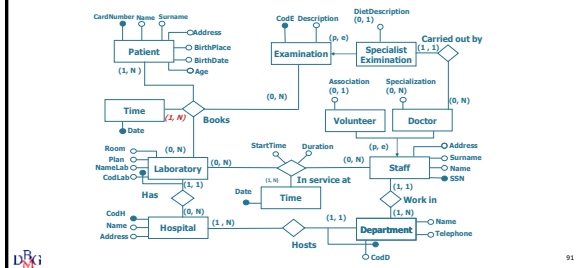 CardNumber Name Surname
Address
BirthPlace
BirthDate
Age
Patient
(1, N )
CodE Description
DietDescription
(0, 1)
Examination
(p, e)
Specialist
Eximination
(1 , 1)
Carried out by
Association
(0, 1)
Specialization
(0, N)
(0, N)
(0, N)
Volunteer
Doctor
Time
(1, N)
Books
Date
(0, N)
StartTime
Duration
(p, e)
Address
Surname
Name
SSN
Room
Plan
NameLab
CodLab
Laboratory
(0, N)
(1, N)
In service at
(0, N)
Staff
Has
(1, 1)
Date
Time
(1, 1)
Work in
(0, N)
(1, N)
CodH
Name
Address
Hospital
(1 , N)
Hosts
(1, 1)
Department
Name
Telephone
CodD
DBMG
91